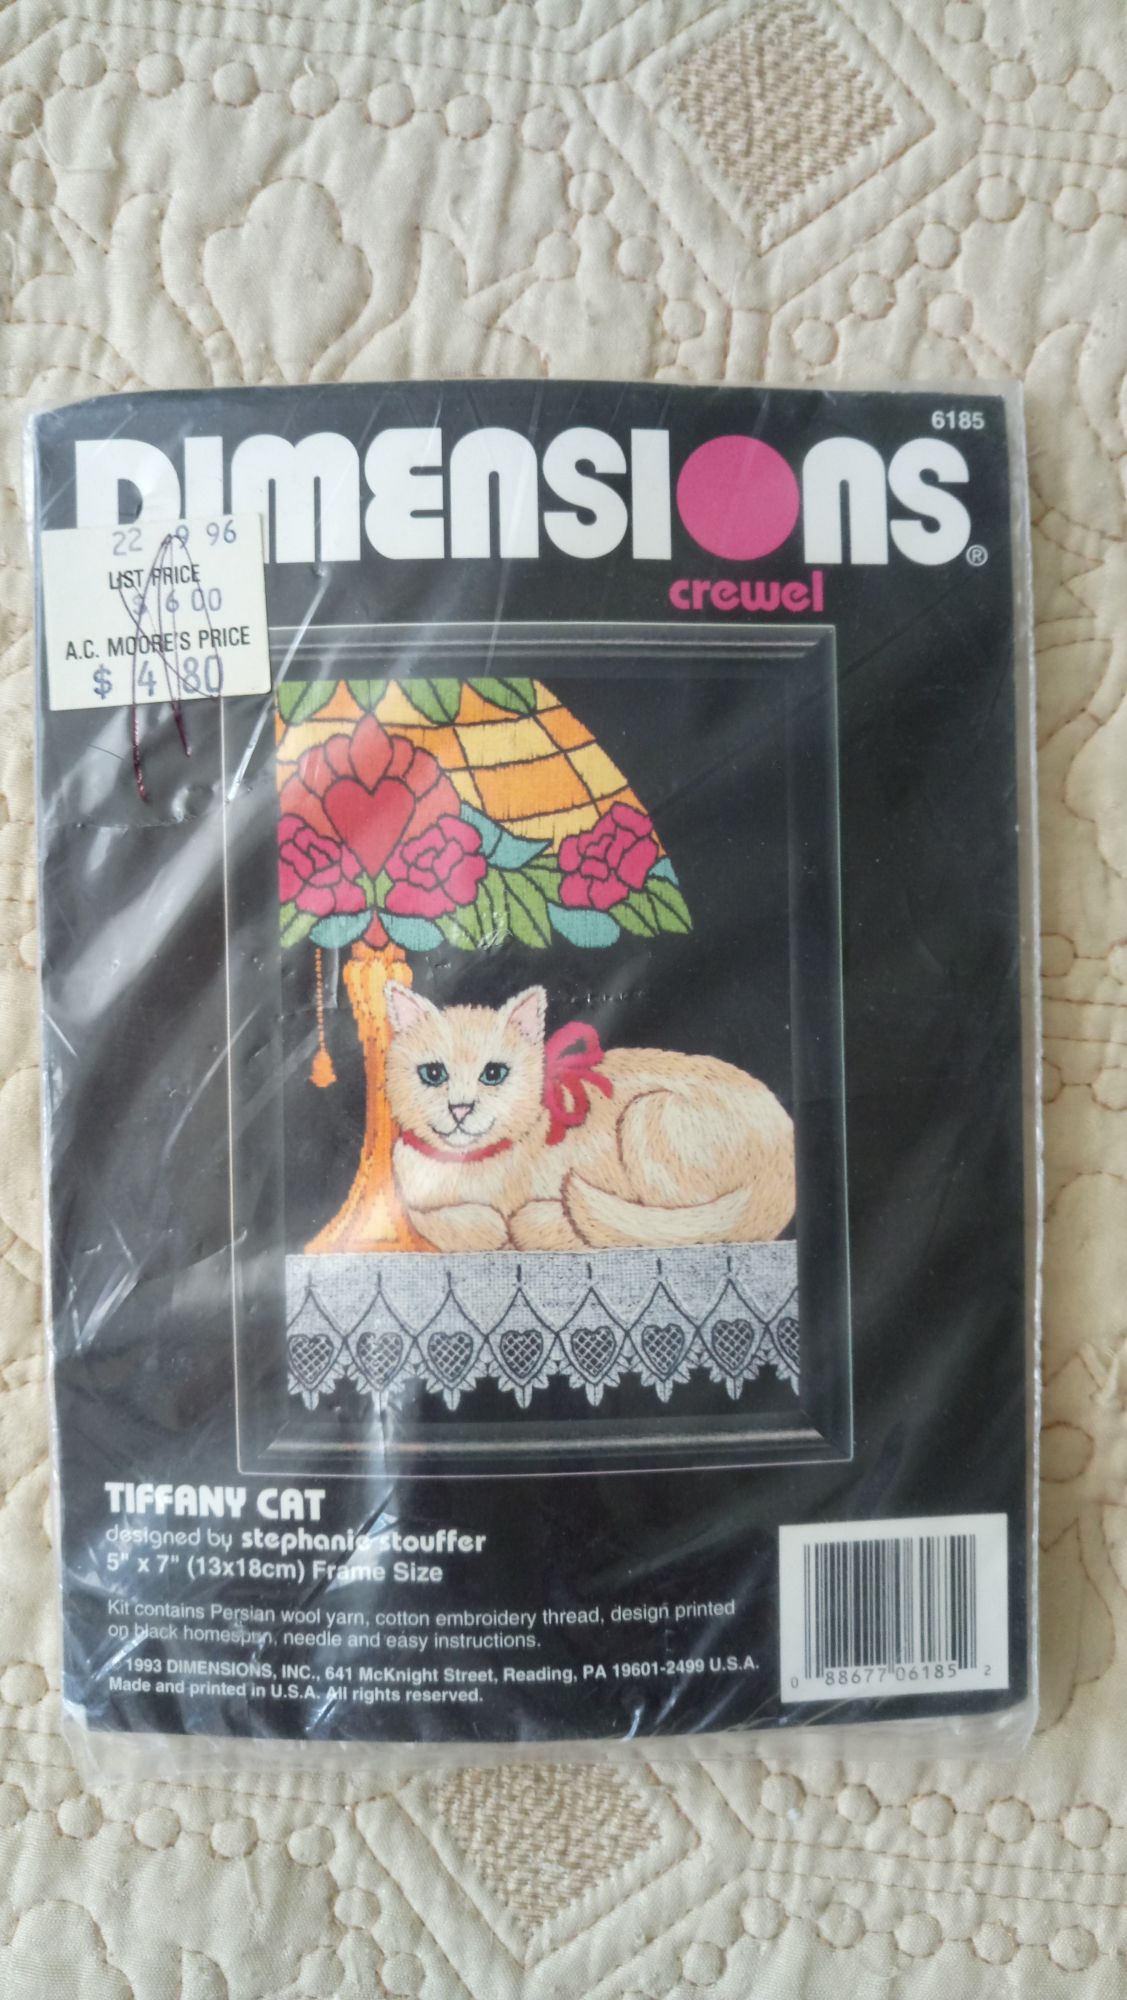 6185
DIMENSIONS®
crewel
22 9 96
LIST PRICE
$ 6 00
A.C. MOORE'S PRICE
$ 4 80
TIFFANY CAT
designed by stephanie stouffer
5" x 7" (13x18cm) Frame Size
Kit contains Persian wool yarn, cotton embroidery thread, design printed
on black homespun, needle and easy instructions.
©1993 DIMENSIONS, INC., 641 McKnight Street, Reading, PA 19601-2499 U.S.A.
Made and printed in U.S.A. All rights reserved.
0 88677 06185 2